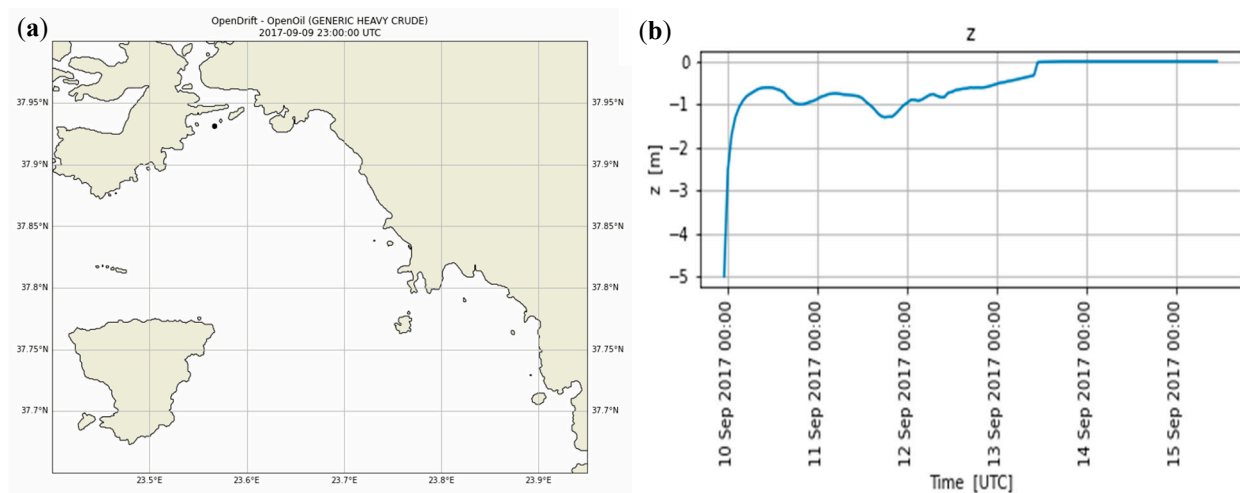 (a)
OpenDrift - OpenOil (GENERIC HEAVY CRUDE)
2017-09-09 23:00:00 UTC
37.95°N
37.9°N
37.85°N
37.8°N
37.75°N
37.7°N
37.95°N
37.9°N
37.85°N
37.8°N
37.75°N
37.7°N
23.5°E
23.6°E
23.7°E
23.8°E
23.9°E
(b)
z
0
−1
−2
−3
−4
−5
z [m]
10 Sep 2017 00:00
11 Sep 2017 00:00
12 Sep 2017 00:00
13 Sep 2017 00:00
14 Sep 2017 00:00
15 Sep 2017 00:00
Time [UTC]